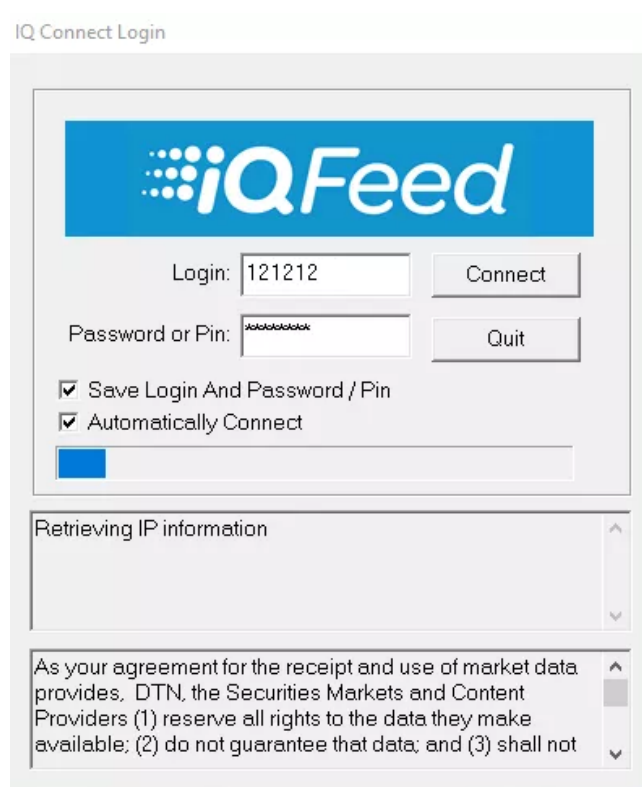 IQ Connect Login
iQFeed
Login: 121212 Connect
Password or Pin: ********* Quit
Save Login And Password / Pin
Automatically Connect
Retrieving IP information
As your agreement for the receipt and use of market data
provides, DTN, the Securities Markets and Content
Providers (1) reserve all rights to the data they make
available; (2) do not guarantee that data; and (3) shall not